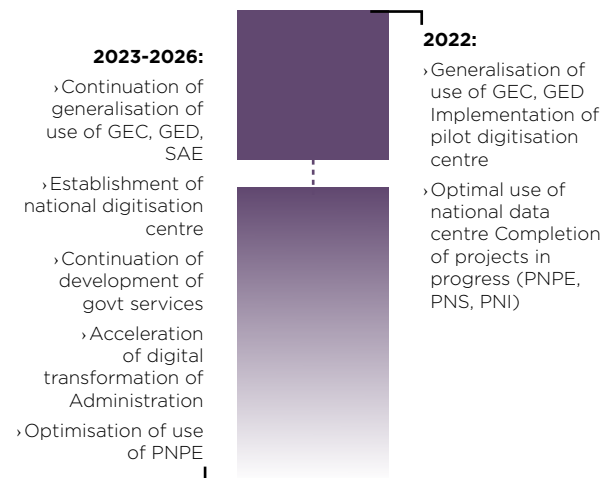 2023-2026:
›Continuation of
generalisation of
use of GEC, GED,
SAE
›Establishment of
national digitisation
centre
›Continuation of
development of
govt services
›Acceleration
of digital
transformation of
Administration
›Optimisation of use
of PNPE
2022:
›Generalisation of
use of GEC, GED
Implementation of
pilot digitisation
centre
›Optimal use of
national data
centre Completion
of projects in
progress (PNPE,
PNS, PNI)